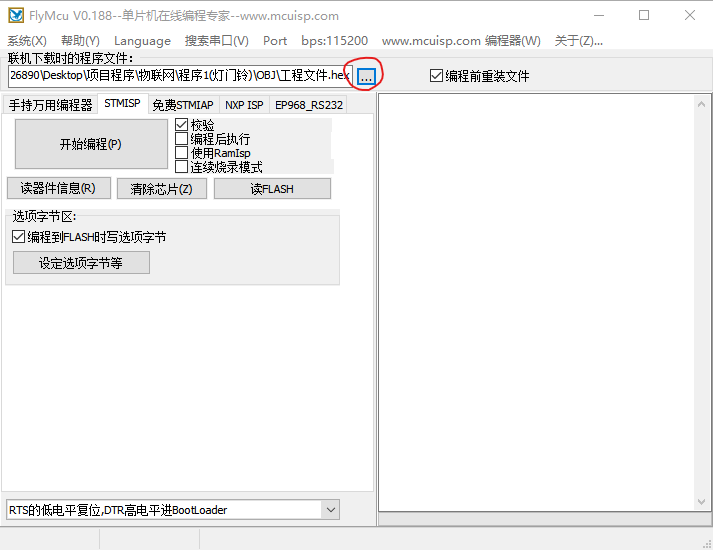 FlyMcu V0.188--单片机在线编程专家--www.mcuisp.com
系统(X) 帮助(Y) Language 搜索串口(V) Port bps:115200 www.mcuisp.com 编程器(W) 关于(Z)...
联机下载时的程序文件:
26890\Desktop\项目程序\物联网\程序1(灯门铃)\OBJ\工程文件.hex ... 编程前重装文件
手持万用编程器 STMISP 免费STMIAP NXP ISP EP968_RS232
开始编程(P)
校验
编程后执行
使用RamIsp
连续烧录模式
读器件信息(R) 清除芯片(Z) 读FLASH
选项字节区:
编程到FLASH时写选项字节
设定选项字节等
RTS的低电平复位,DTR高电平进BootLoader